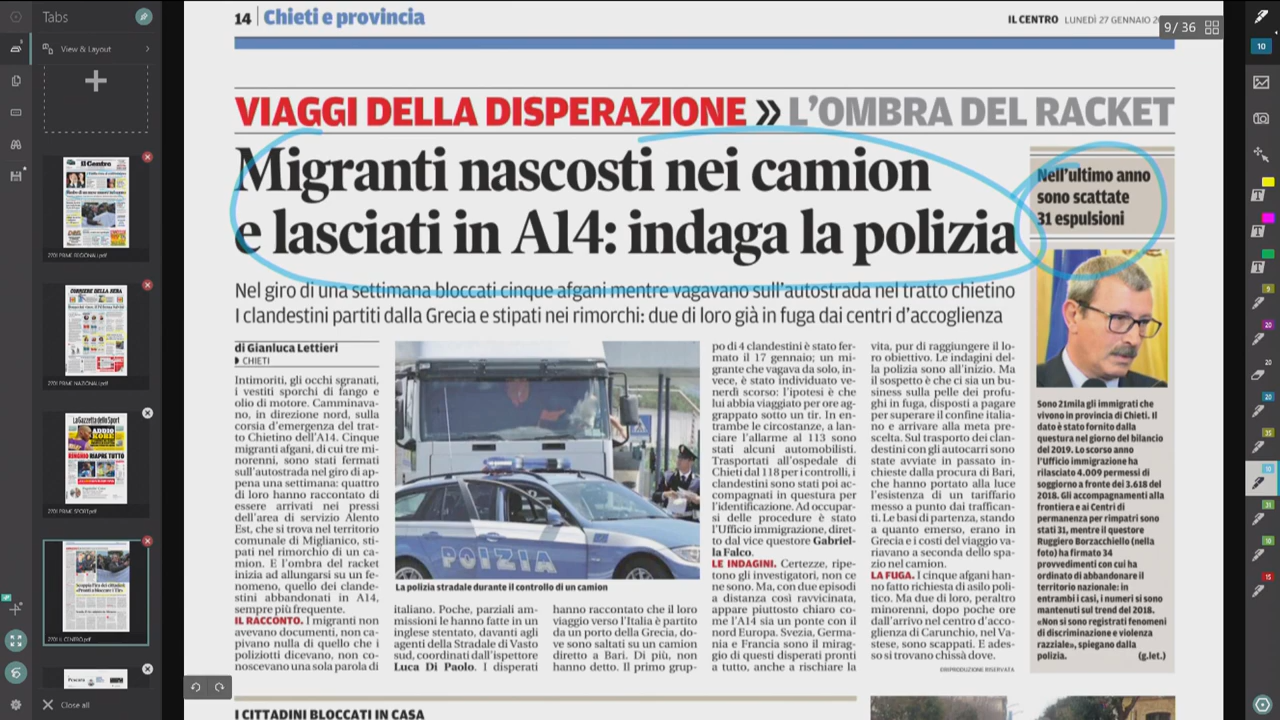 Tabs
View & Layout
2701 PRIME REGIONALI.pdf
2701 PRIME NAZIONALI.pdf
2701 PRIME SPORT.pdf
2701 IL CENTRO.pdf
Close all
14 | Chieti e provincia
IL CENTRO LUNEDÌ 27 GENNAIO
9 / 36
VIAGGI DELLA DISPERAZIONE » L'OMBRA DEL RACKET
Migranti nascosti nei camion
e lasciati in A14: indaga la polizia
Nel giro di una settimana bloccati cinque afgani mentre vagavano sull'autostrada nel tratto chietino
I clandestini partiti dalla Grecia e stipati nei rimorchi: due di loro già in fuga dai centri d'accoglienza
di Gianluca Lettieri
CHIETI
Intimoriti, gli occhi sgranati,
i vestiti sporchi di fango e
olio di motore. Camminava-
no, in direzione nord, sulla
corsia d'emergenza del trat-
to Chietino dell'A14. Cinque
migranti afgani, di cui tre mi-
norenni, sono stati fermati
sull'autostrada nel giro di ap-
pena una settimana: quattro
di loro hanno raccontato di
essere arrivati nei pressi
dell'area di servizio Alento
Est, che si trova nel territorio
comunale di Miglianico, sti-
pati nel rimorchio di un ca-
mion. E l'ombra del racket
inizia ad allungarsi su un fe-
nomeno, quello dei clande-
stini abbandonati in A14,
sempre più frequente.
IL RACCONTO. I migranti non
avevano documenti, non ca-
pivano nulla di quello che i
poliziotti dicevano, non co-
noscevano una sola parola di
POLIZIA
La polizia stradale durante il controllo di un camion
italiano. Poche, parziali am-
missioni le hanno fatte in un
inglese stentato, davanti agli
agenti della Stradale di Vasto
sud, coordinati dall'ispettore
Luca Di Paolo. I disperati
hanno raccontato che il loro
viaggio verso l'Italia è partito
da un porto della Grecia, do-
ve sono saltati su un camion
diretto a Bari. Di più, non
hanno detto. Il primo grup-
po di 4 clandestini è stato fer-
mato il 17 gennaio; un mi-
grante che vagava da solo, in-
vece, è stato individuato ve-
nerdì scorso: l'ipotesi è che
lui abbia viaggiato per ore ag-
grappato sotto un tir. In en-
trambe le circostanze, a lan-
ciare l'allarme al 113 sono
stati alcuni automobilisti.
Trasportati all'ospedale di
Chieti dal 118 per i controlli, i
clandestini sono stati poi ac-
compagnati in questura per
l'identificazione. Ad occupar-
si delle procedure è stato
l'Ufficio immigrazione, diret-
to dal vice questore Gabriel-
la Falco.
LE INDAGINI. Certezze, ripe-
tono gli investigatori, non ce
ne sono. Ma, con due episodi
a distanza così ravvicinata,
appare piuttosto chiaro co-
me l'A14 sia un ponte con il
nord Europa. Svezia, Germa-
nia e Francia sono il mirag-
gio di questi disperati pronti
a tutto, anche a rischiare la
vita, pur di raggiungere il lo-
ro obiettivo. Le indagini del-
la polizia sono all'inizio. Ma
il sospetto è che ci sia un bu-
siness sulla pelle dei profu-
ghi in fuga, disposti a pagare
per superare il confine italia-
no e arrivare alla meta pre-
scelta. Sul trasporto dei clan-
destini con gli autocarri sono
state avviate in passato in-
chieste dalla procura di Bari,
che hanno portato alla luce
l'esistenza di un tariffario
messo a punto dai traffican-
ti. Le basi di partenza, stando
a quanto emerso, erano in
Grecia e i costi del viaggio va-
riavano a seconda dello spa-
zio nel camion.
LA FUGA. I cinque afgani han-
no fatto richiesta di asilo poli-
tico. Ma due di loro, peraltro
minorenni, dopo poche ore
dall'arrivo nel centro d'acco-
glienza di Carunchio, nel Va-
stese, sono scappati. E ades-
so si trovano chissà dove.
©RIPRODUZIONE RISERVATA
Nell'ultimo anno
sono scattate
31 espulsioni
Sono 21mila gli immigrati che
vivono in provincia di Chieti. Il
dato è stato fornito dalla
questura nel giorno del bilancio
del 2019. Lo scorso anno
l'Ufficio immigrazione ha
rilasciato 4.009 permessi di
soggiorno a fronte dei 3.618 del
2018. Gli accompagnamenti alla
frontiera e ai Centri di
permanenza per rimpatri sono
stati 31, mentre il questore
Ruggiero Borzacchiello (nella
foto) ha firmato 34
provvedimenti con cui ha
ordinato di abbandonare il
territorio nazionale: in
entrambi i casi, i numeri si sono
mantenuti sul trend del 2018.
«Non si sono registrati fenomeni
di discriminazione e violenza
razziale», spiegano dalla
polizia. (g.let.)
I CITTADINI BLOCCATI IN CASA